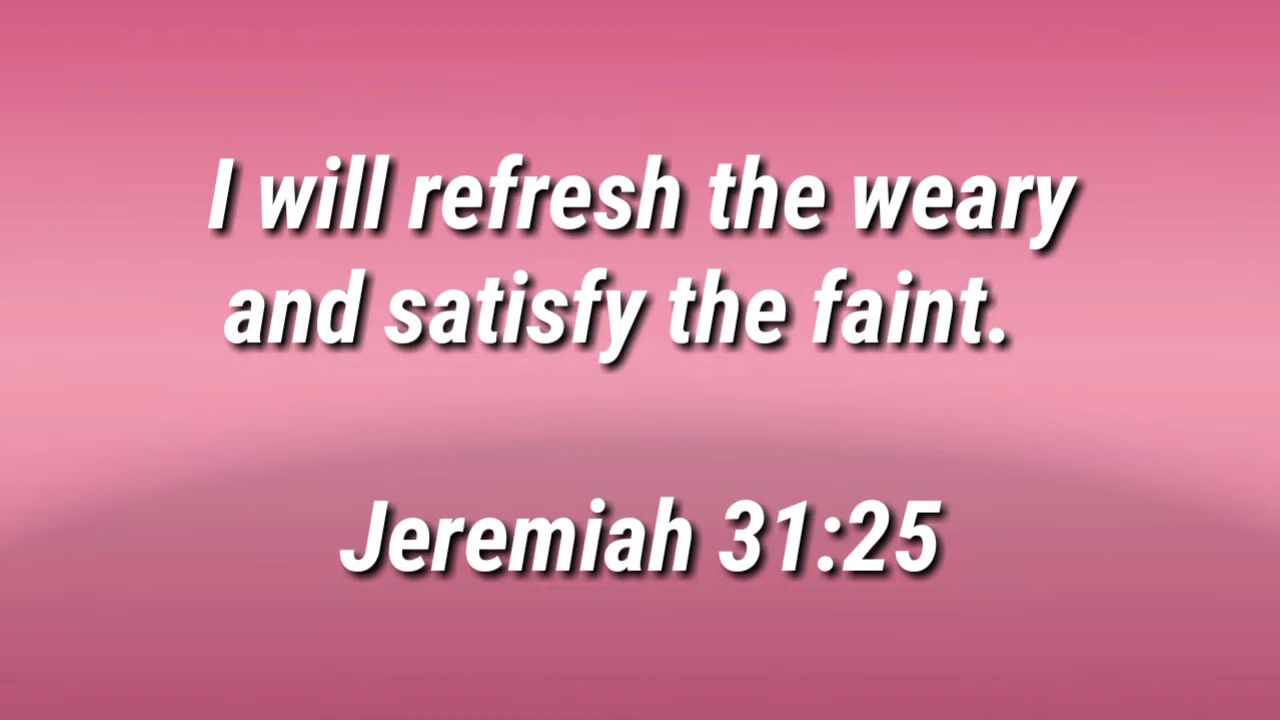 I will refresh the weary
and satisfy the faint.
Jeremiah 31:25